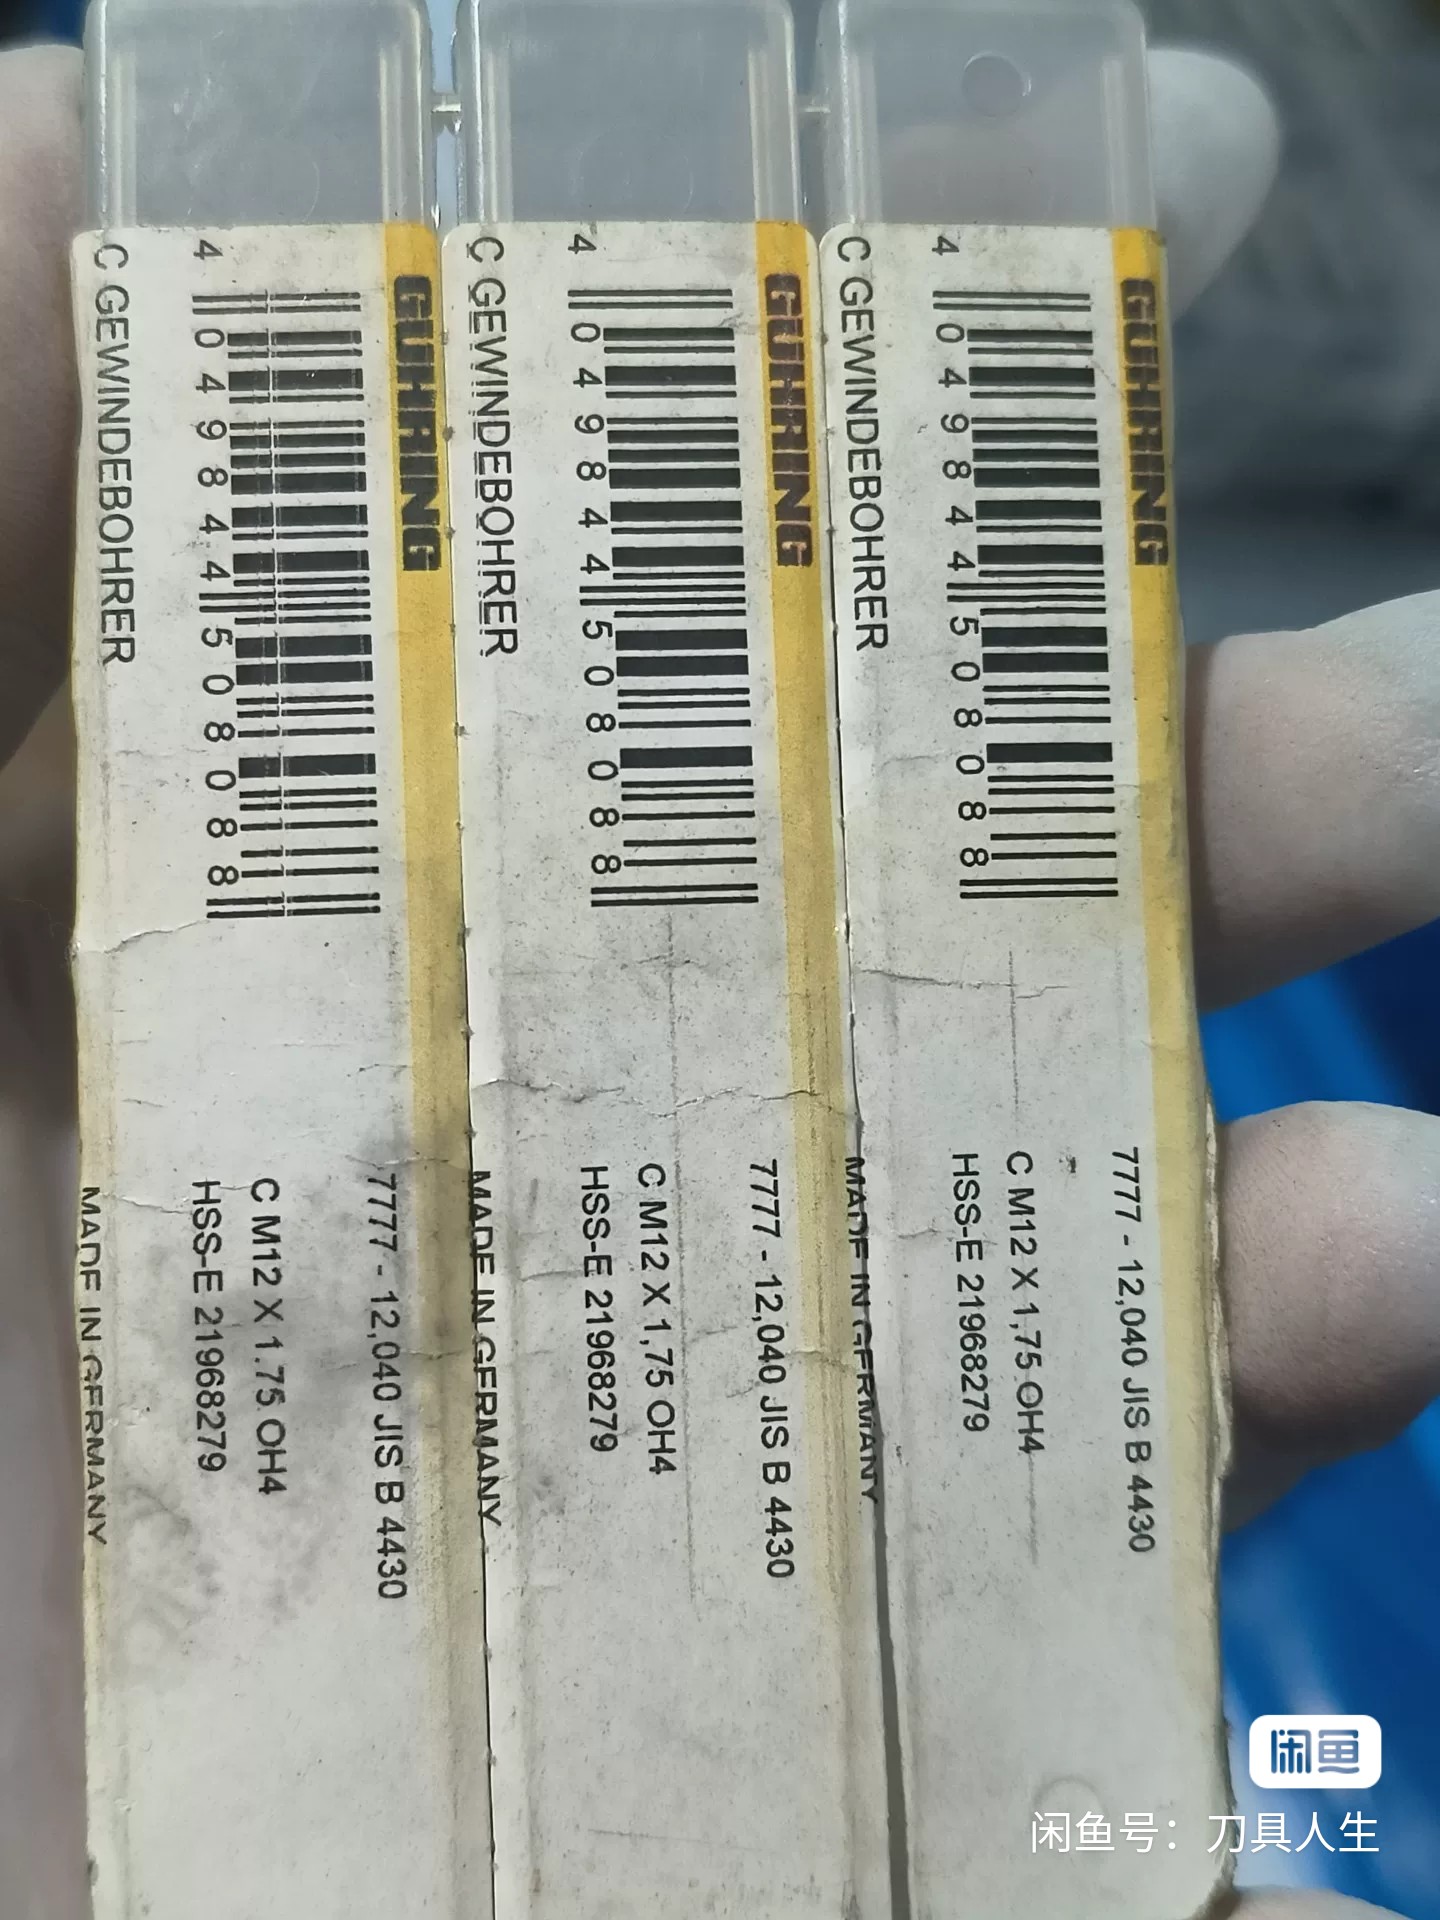 GUHRING
7777 - 12,040 JIS B 4430
C M12 X 1,75 OH4
HSS-E 21968279
4 049844 508088
C GEWINDEBOHRER
MADE IN GERMANY
GUHRING
7777 - 12,040 JIS B 4430
C M12 X 1,75 OH4
HSS-E 21968279
4 049844 508088
C GEWINDEBOHRER
MADE IN GERMANY
GUHRING
7777 - 12,040 JIS B 4430
C M12 X 1.75 OH4
HSS-E 21968279
4 049844 508088
C GEWINDEBOHRER
MADE IN GERMANY
闲鱼
闲鱼号：刀具人生